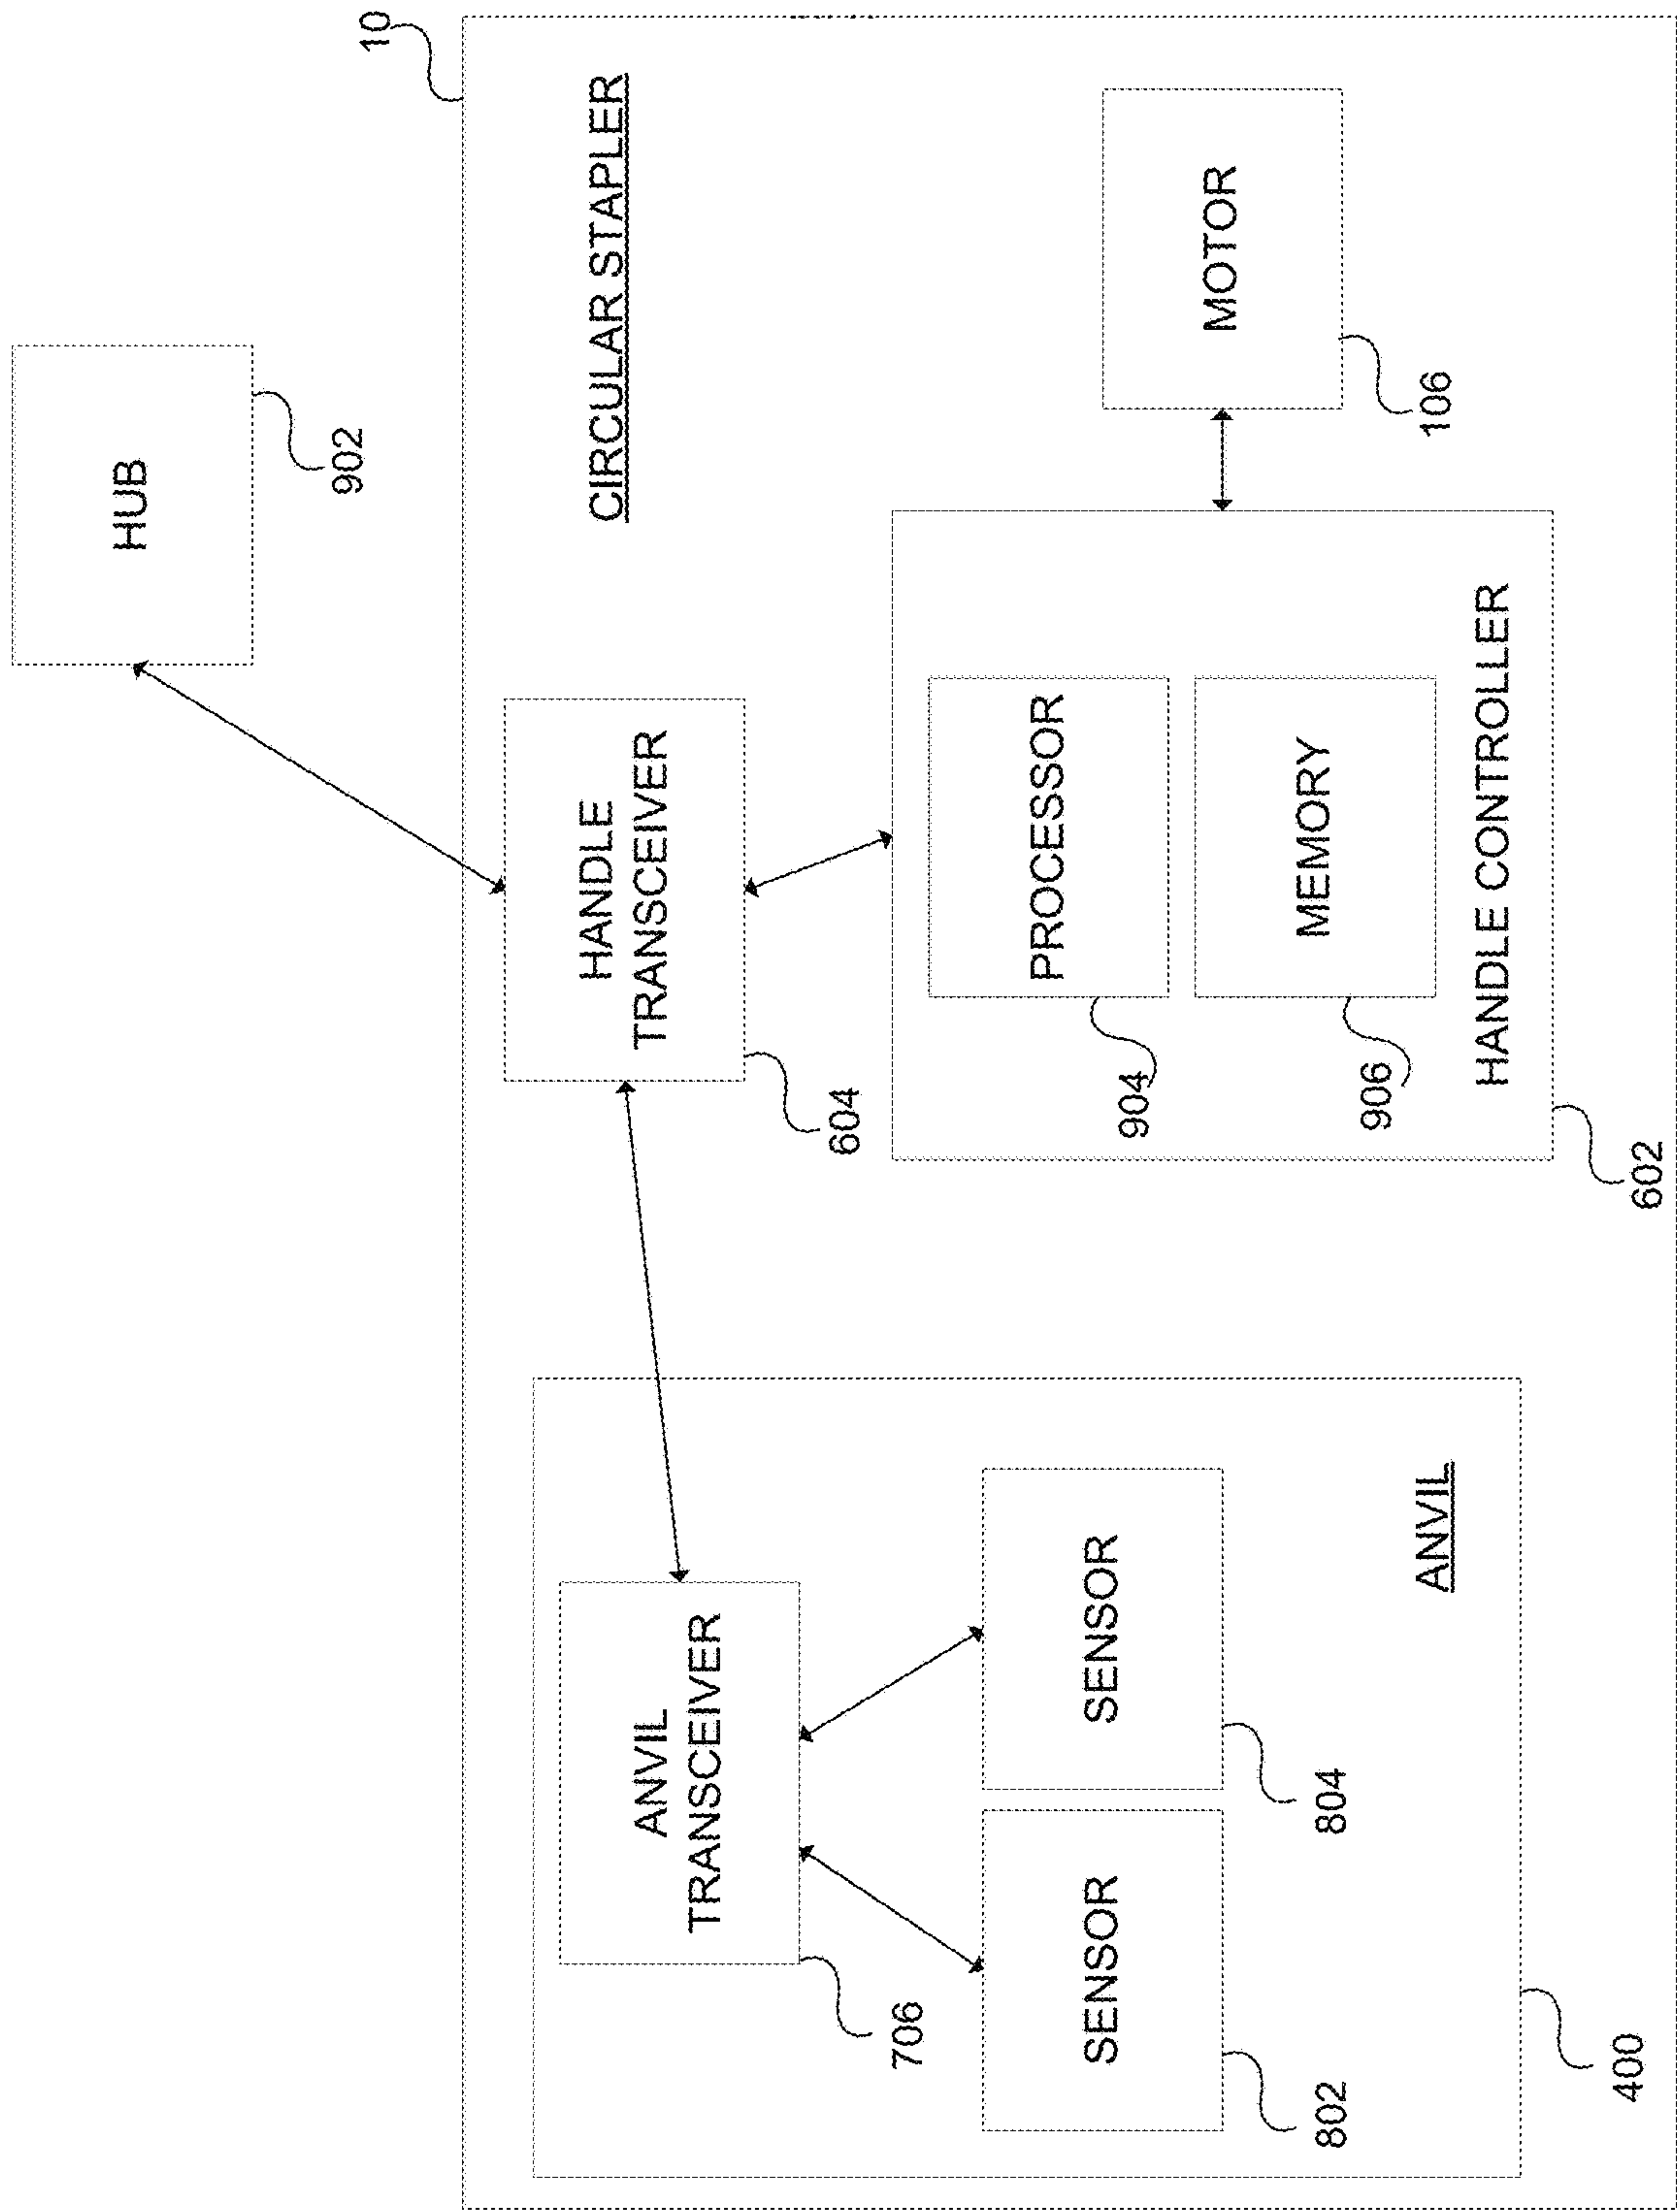 HUB
902
10
CIRCULAR STAPLER
HANDLE
TRANSCEIVER
604
ANVIL
TRANSCEIVER
706
SENSOR
802
SENSOR
804
ANVIL
400
PROCESSOR
904
MEMORY
906
HANDLE CONTROLLER
602
MOTOR
106